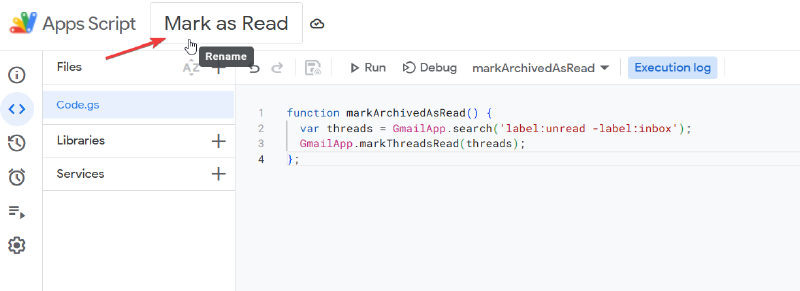 Apps Script Mark as Read
Rename
Files AZ
Run Debug markArchivedAsRead Execution log
Code.gs
Libraries
Services
1 function markArchivedAsRead() {
2 var threads = GmailApp.search('label:unread -label:inbox');
3 GmailApp.markThreadsRead(threads);
4 };